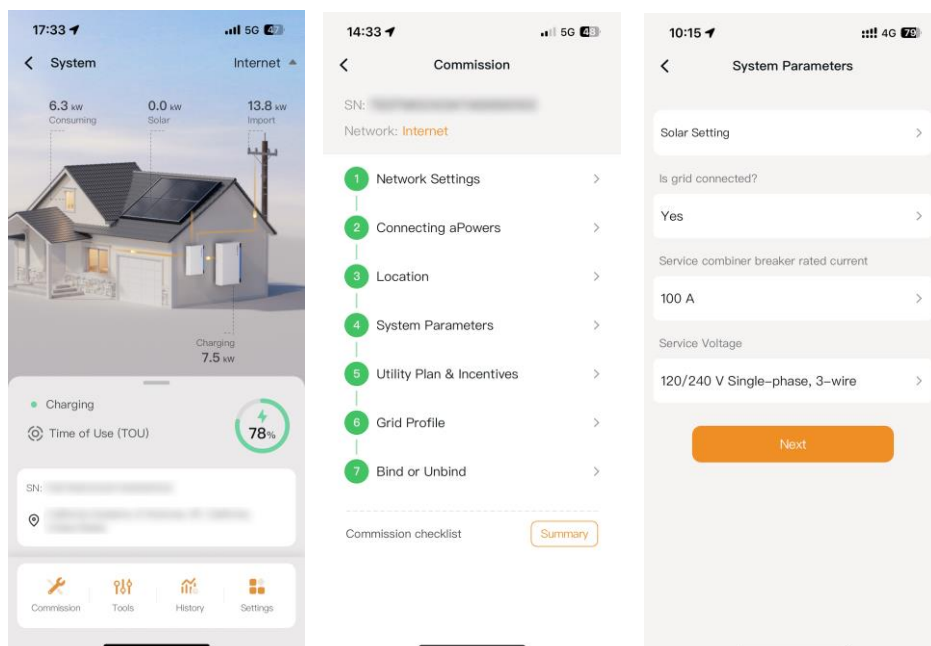 17:33
5G 42
System
Internet
6.3 kw
Consuming
0.0 kw
Solar
13.8 kw
Import
Charging
7.5 kw
Charging
Time of Use (TOU)
78%
SN:
Commission
Tools
History
Settings
14:33
5G
Commission
SN:
Network: Internet
1 Network Settings
2 Connecting aPowers
3 Location
4 System Parameters
5 Utility Plan & Incentives
6 Grid Profile
7 Bind or Unbind
Commission checklist
Summary
10:15
4G 79
System Parameters
Solar Setting
Is grid connected?
Yes
Service combiner breaker rated current
100 A
Service Voltage
120/240 V Single-phase, 3-wire
Next